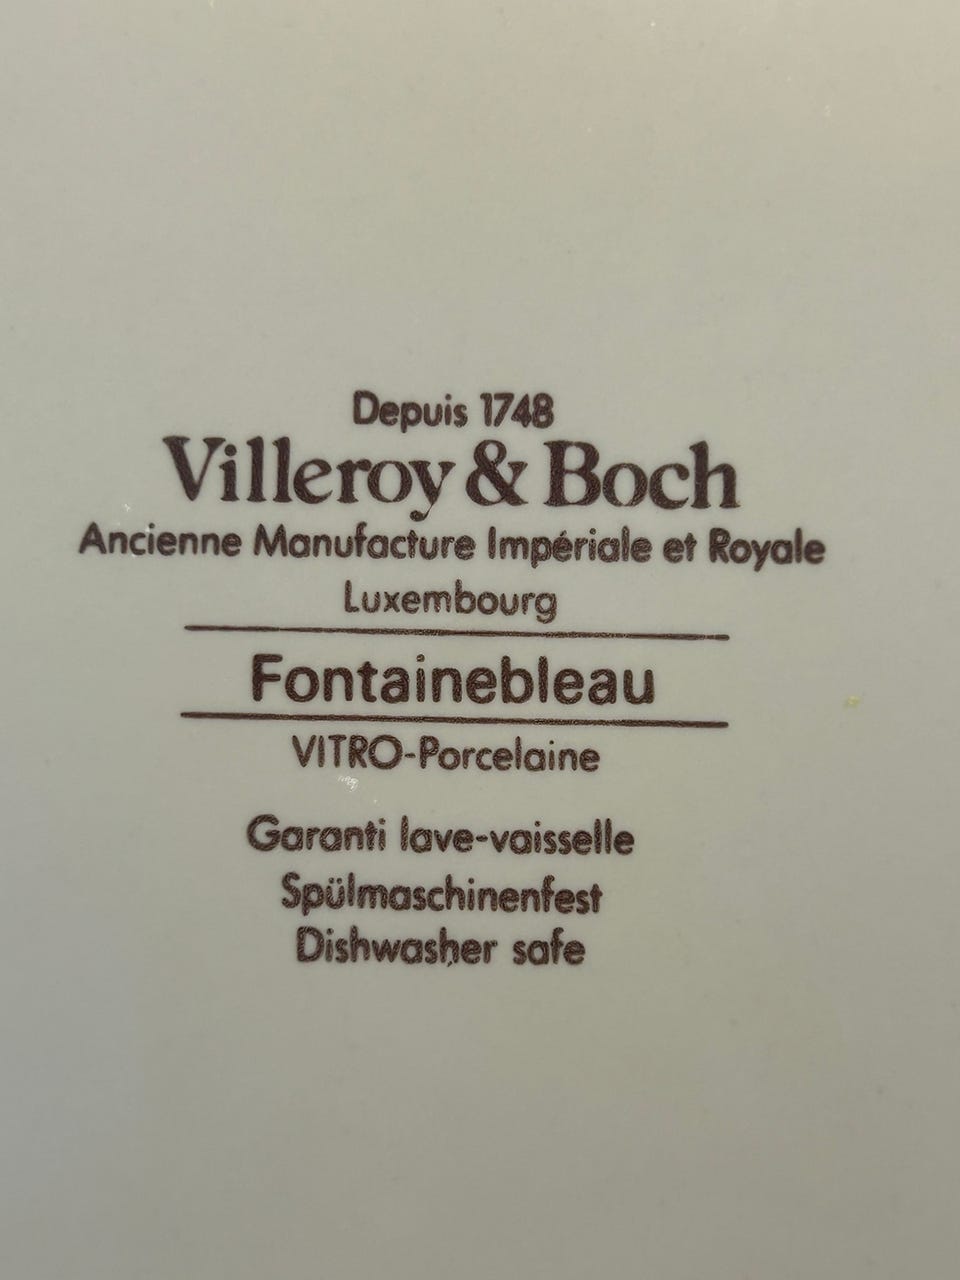 Depuis 1748
Villeroy & Boch
Ancienne Manufacture Impériale et Royale
Luxembourg
Fontainebleau
VITRO-Porcelaine
Garanti lave-vaisselle
Spülmaschinenfest
Dishwasher safe